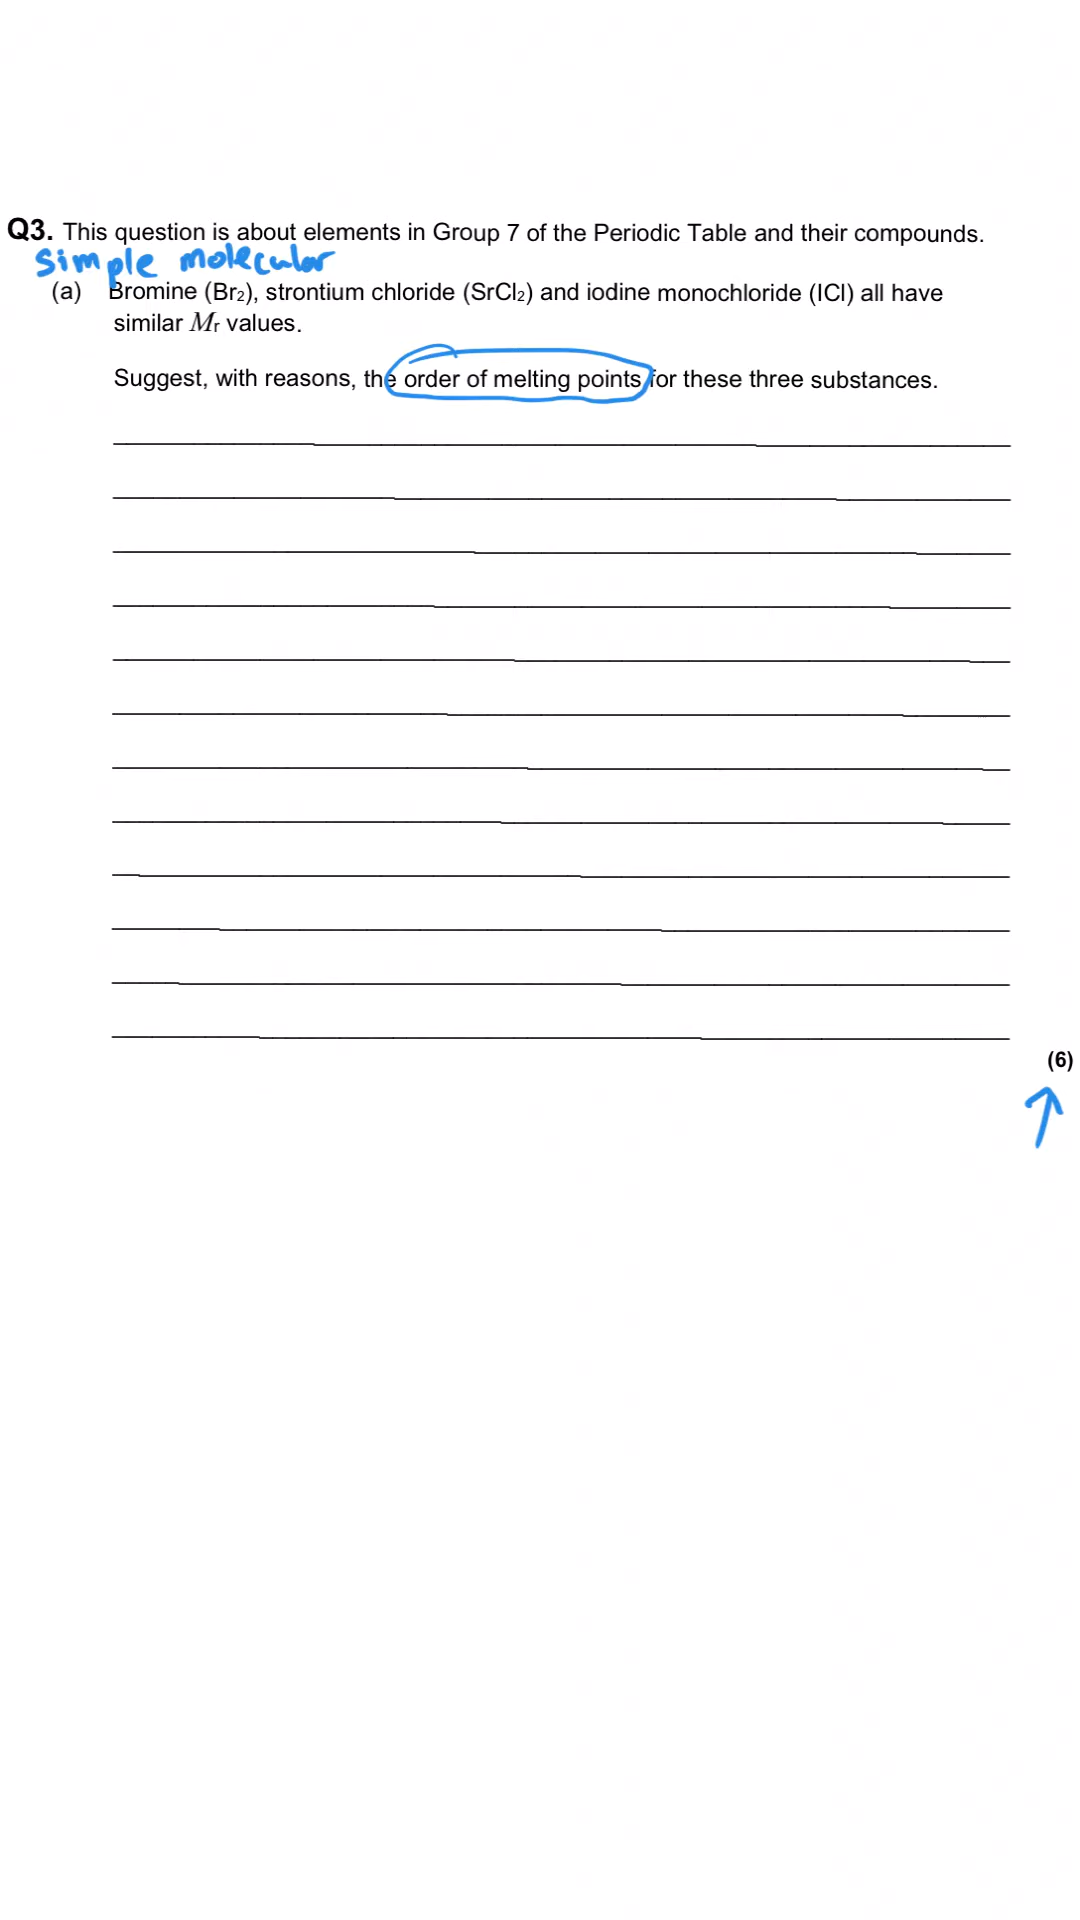 Q3. This question is about elements in Group 7 of the Periodic Table and their compounds.
simple molecular
(a) Bromine (Br₂), strontium chloride (SrCl₂) and iodine monochloride (ICl) all have
similar Mr values.
Suggest, with reasons, the order of melting points for these three substances.
(6)